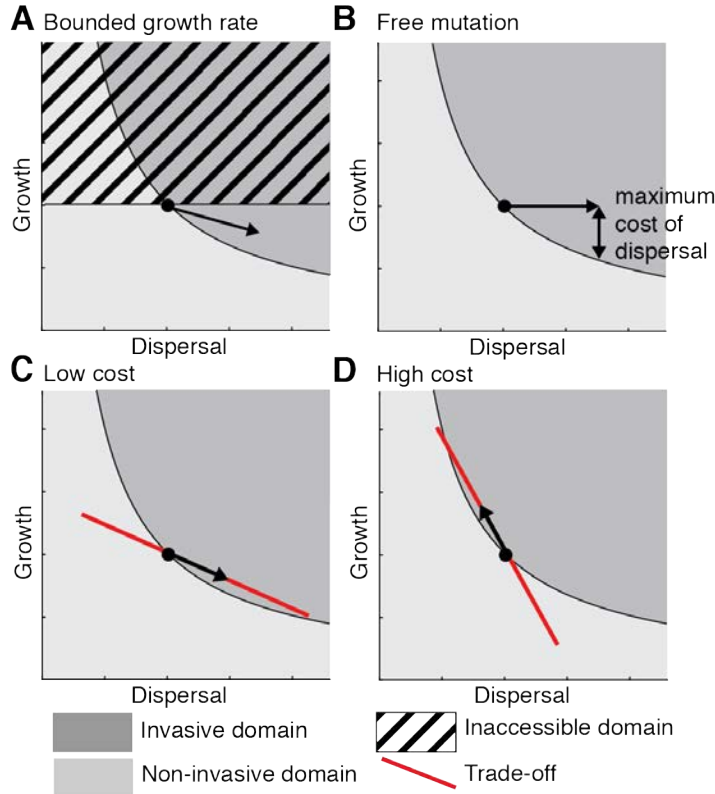 A Bounded growth rate
B Free mutation
Growth
Growth
maximum
cost of
dispersal
Dispersal
Dispersal
C Low cost
D High cost
Growth
Growth
Dispersal
Dispersal
Invasive domain
Inaccessible domain
Non-invasive domain
Trade-off